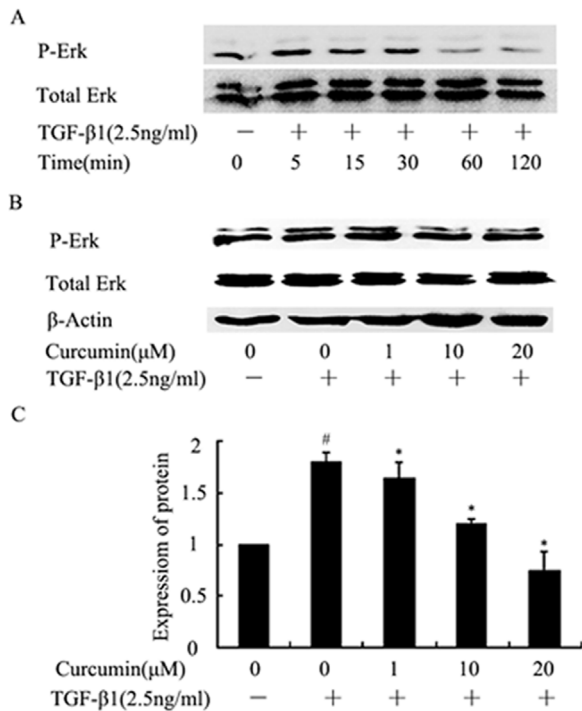 A
P-Erk
Total Erk
TGF-β1(2.5ng/ml) — + + + + +
Time(min) 0 5 15 30 60 120
B
P-Erk
Total Erk
β-Actin
Curcumin(μM) 0 0 1 10 20
TGF-β1(2.5ng/ml) — + + + +
C
Expressiom of protein
2
1.5
1
0.5
0
# * * *
Curcumin(μM) 0 0 1 10 20
TGF-β1(2.5ng/ml) — + + + +